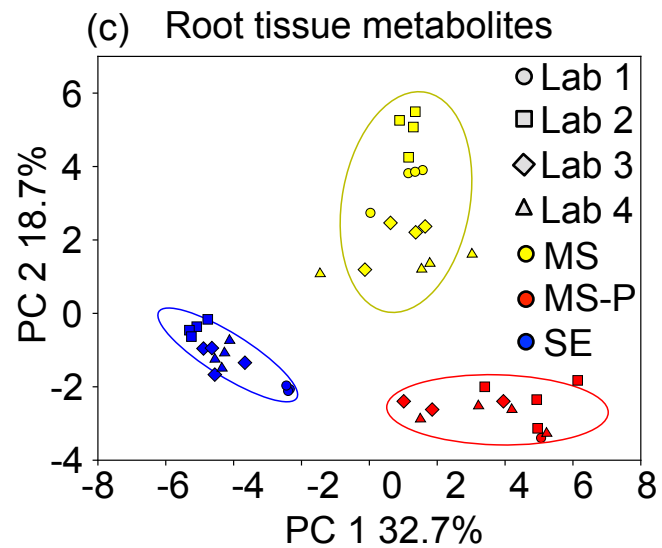 (c) Root tissue metabolites
Lab 1
Lab 2
Lab 3
Lab 4
MS
MS-P
SE
PC 2 18.7%
6
4
2
0
-2
-4
-8 -6 -4 -2 0 2 4 6 8
PC 1 32.7%